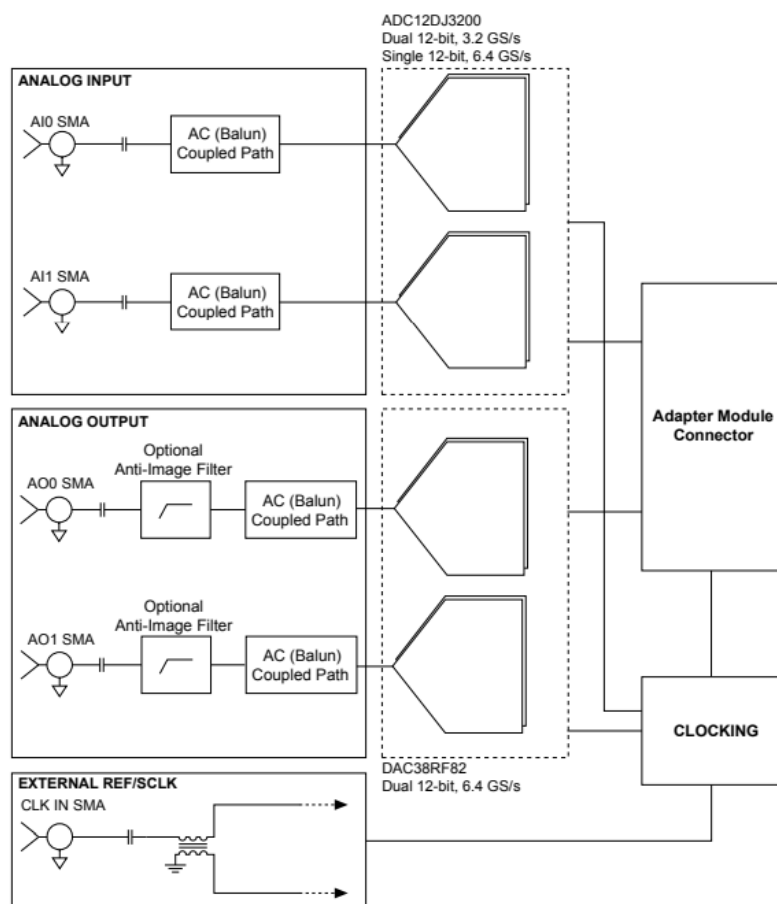 ADC12DJ3200
Dual 12-bit, 3.2 GS/s
Single 12-bit, 6.4 GS/s
ANALOG INPUT
AI0 SMA
AC (Balun)
Coupled Path
AI1 SMA
AC (Balun)
Coupled Path
Adapter Module
Connector
ANALOG OUTPUT
Optional
Anti-Image Filter
AO0 SMA
AC (Balun)
Coupled Path
Optional
Anti-Image Filter
AO1 SMA
AC (Balun)
Coupled Path
CLOCKING
DAC38RF82
Dual 12-bit, 6.4 GS/s
EXTERNAL REF/SCLK
CLK IN SMA